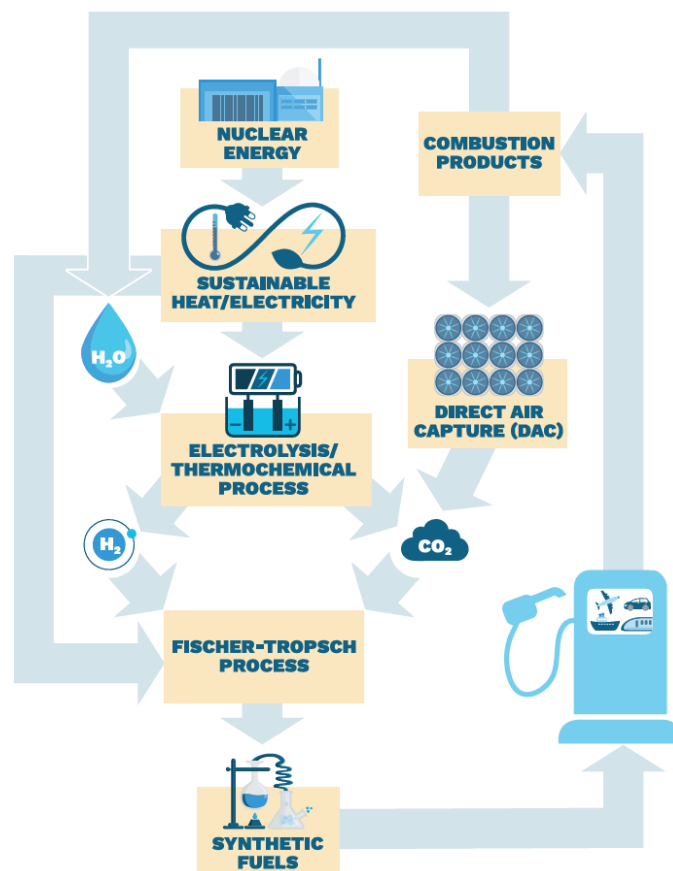 NUCLEAR
ENERGY
COMBUSTION
PRODUCTS
SUSTAINABLE
HEAT/ELECTRICITY
H₂O
DIRECT AIR
CAPTURE (DAC)
ELECTROLYSIS/
THERMOCHEMICAL
PROCESS
H₂
CO₂
FISCHER-TROPSCH
PROCESS
SYNTHETIC
FUELS